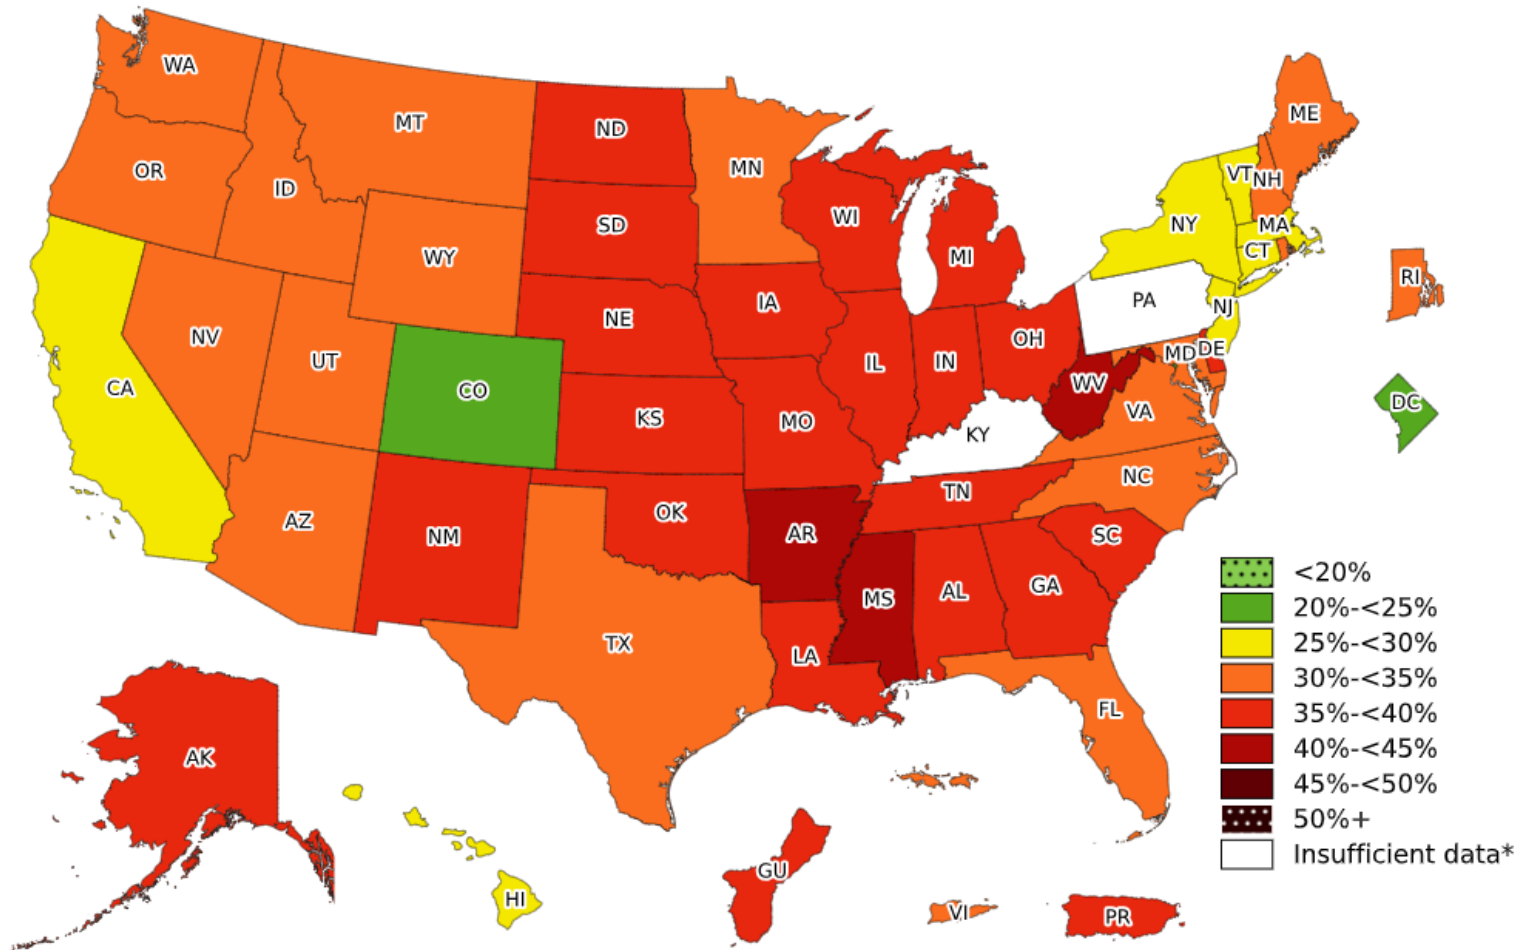 WA
MT
ND
MN
ME
OR
ID
SD
WI
VT
NH
NY
MA
WY
MI
CT
RI
IA
PA
NE
NJ
NV
OH
UT
CO
IL
IN
MD
DE
CA
WV
DC
KS
MO
VA
KY
NC
AZ
NM
OK
TN
AR
SC
MS
AL
GA
TX
LA
FL
AK
HI
GU
VI
PR
<20%
20%-<25%
25%-<30%
30%-<35%
35%-<40%
40%-<45%
45%-<50%
50%+
Insufficient data*